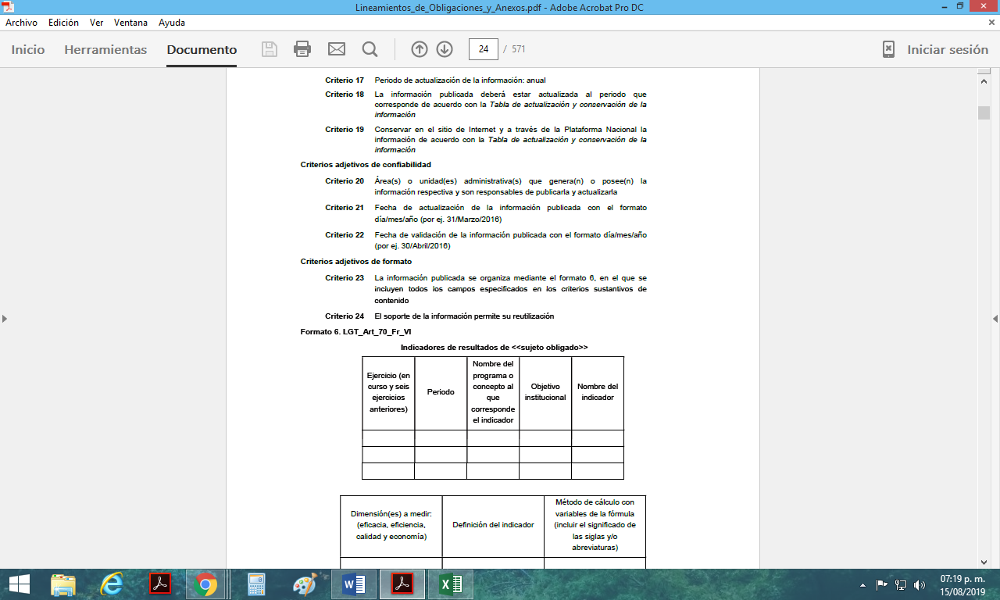 Lineamientos_de_Obligaciones_y_Anexos.pdf - Adobe Acrobat Pro DC
Archivo Edición Ver Ventana Ayuda
Inicio Herramientas Documento 24 / 571 Iniciar sesión
Criterio 17 Periodo de actualización de la información: anual
Criterio 18 La información publicada deberá estar actualizada al periodo que
corresponde de acuerdo con la Tabla de actualización y conservación de la
información
Criterio 19 Conservar en el sitio de Internet y a través de la Plataforma Nacional la
información de acuerdo con la Tabla de actualización y conservación de la
información
Criterios adjetivos de confiabilidad
Criterio 20 Área(s) o unidad(es) administrativa(s) que genera(n) o posee(n) la
información respectiva y son responsables de publicarla y actualizarla
Criterio 21 Fecha de actualización de la información publicada con el formato
día/mes/año (por ej. 31/Marzo/2016)
Criterio 22 Fecha de validación de la información publicada con el formato día/mes/año
(por ej. 30/Abril/2016)
Criterios adjetivos de formato
Criterio 23 La información publicada se organiza mediante el formato 6, en el que se
incluyen todos los campos especificados en los criterios sustantivos de
contenido
Criterio 24 El soporte de la información permite su reutilización
Formato 6. LGT_Art_70_Fr_VI
Indicadores de resultados de <<sujeto obligado>>
Ejercicio (en
curso y seis
ejercicios
anteriores)
Periodo
Nombre del
programa o
concepto al
que
corresponde
el indicador
Objetivo
institucional
Nombre del
indicador
Dimensión(es) a medir:
(eficacia, eficiencia,
calidad y economía)
Definición del indicador
Método de cálculo con
variables de la fórmula
(incluir el significado de
las siglas y/o
abreviaturas)
07:19 p. m.
15/08/2019